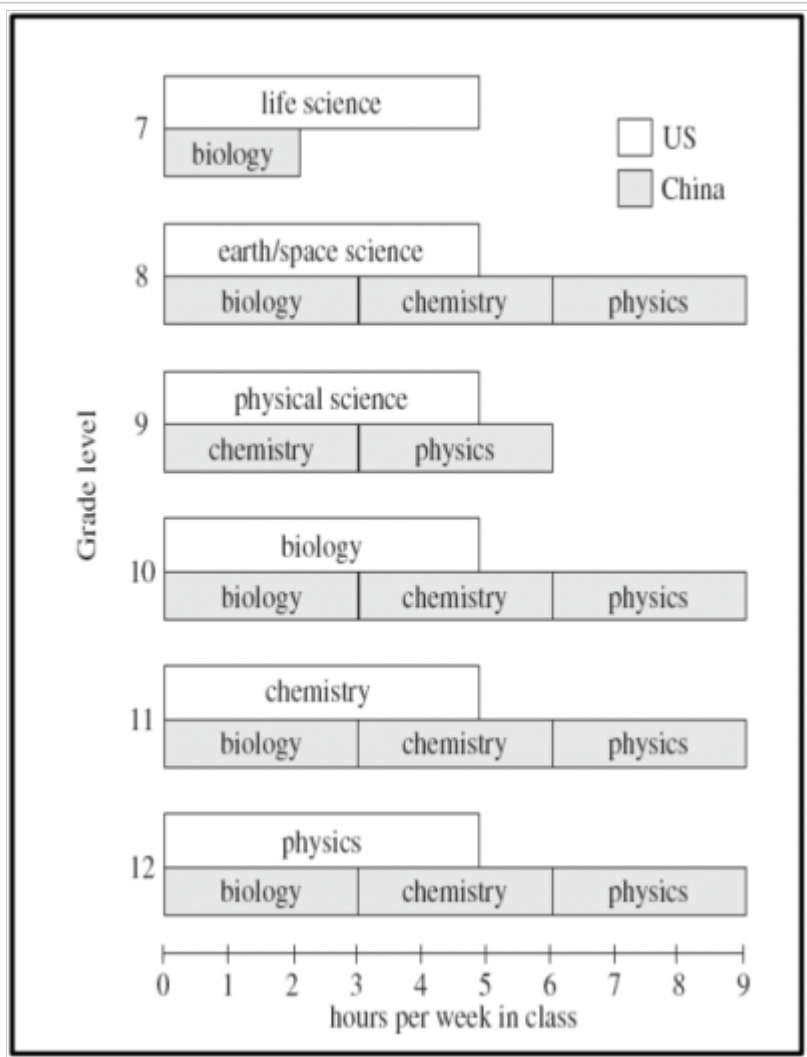 life science
7
biology
US
China
earth/space science
8
biology chemistry physics
physical science
9
chemistry physics
Grade level
biology
10
biology chemistry physics
chemistry
11
biology chemistry physics
physics
12
biology chemistry physics
0 1 2 3 4 5 6 7 8 9
hours per week in class